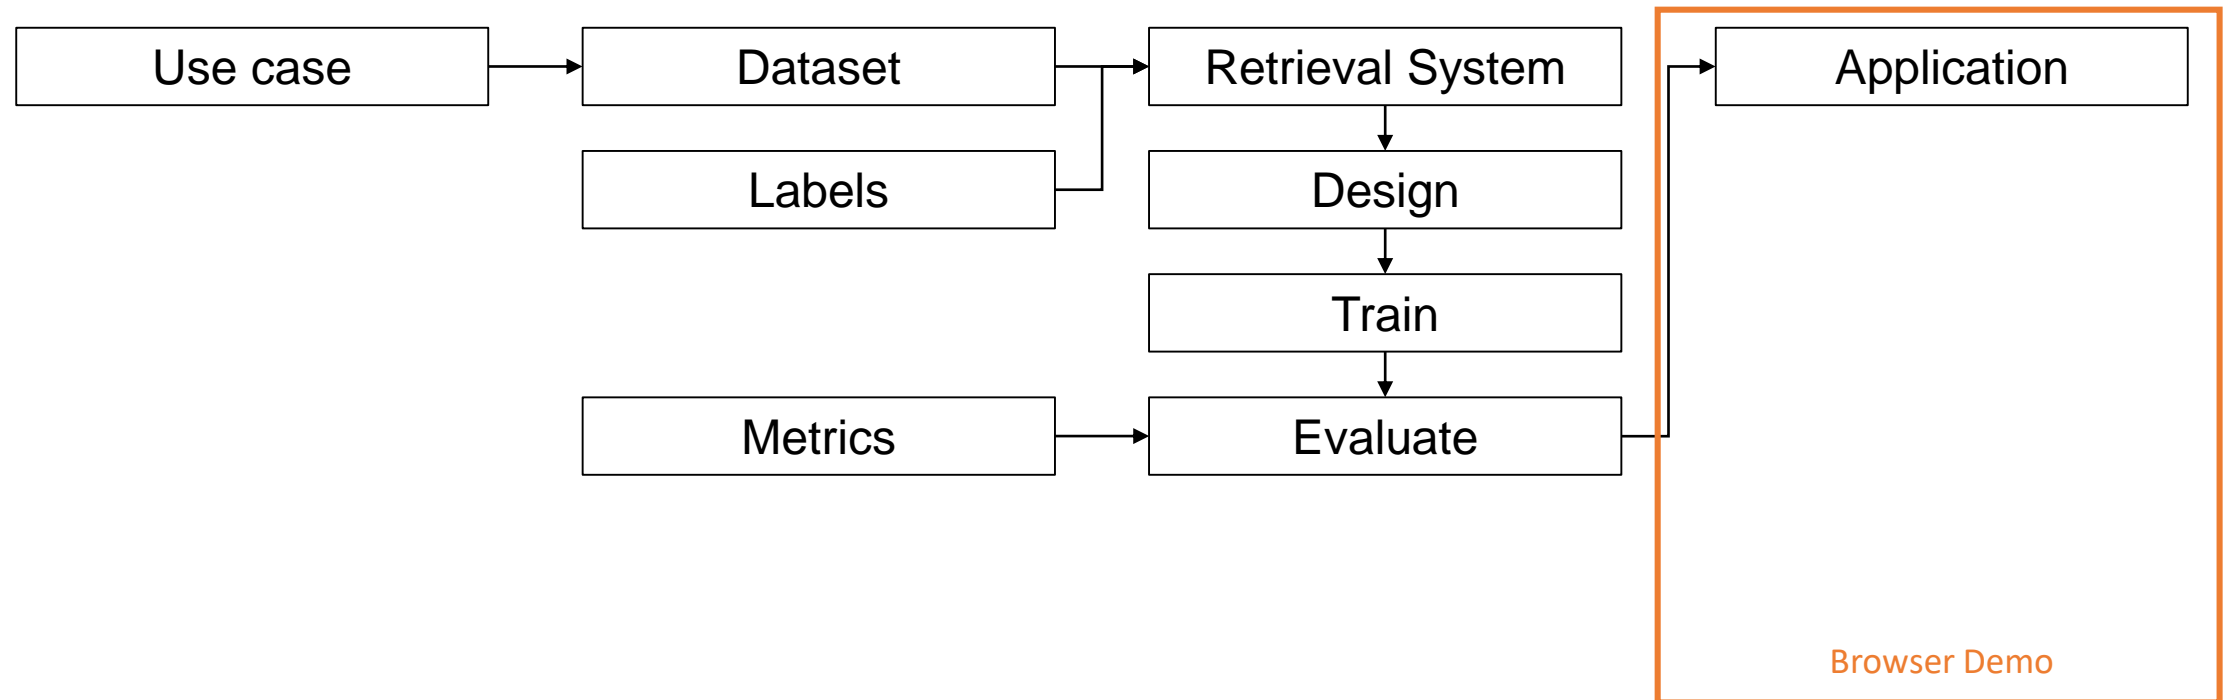 Use case
Dataset
Retrieval System
Application
Labels
Design
Train
Metrics
Evaluate
Browser Demo